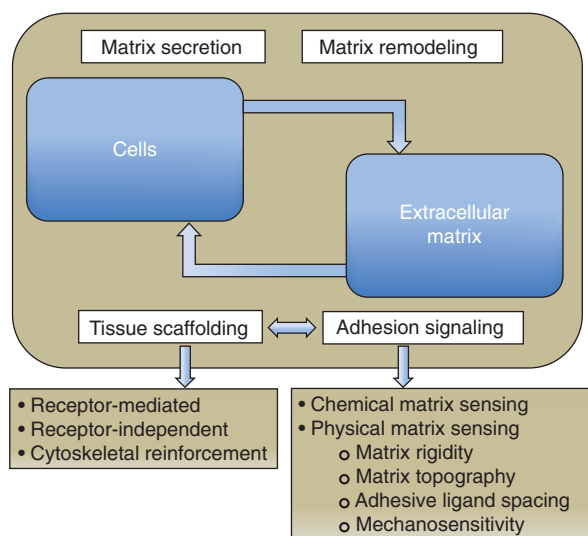 Matrix secretion
Matrix remodeling
Cells
Extracellular
matrix
Tissue scaffolding
Adhesion signaling
• Receptor-mediated
• Receptor-independent
• Cytoskeletal reinforcement
• Chemical matrix sensing
• Physical matrix sensing
o Matrix rigidity
o Matrix topography
o Adhesive ligand spacing
o Mechanosensitivity